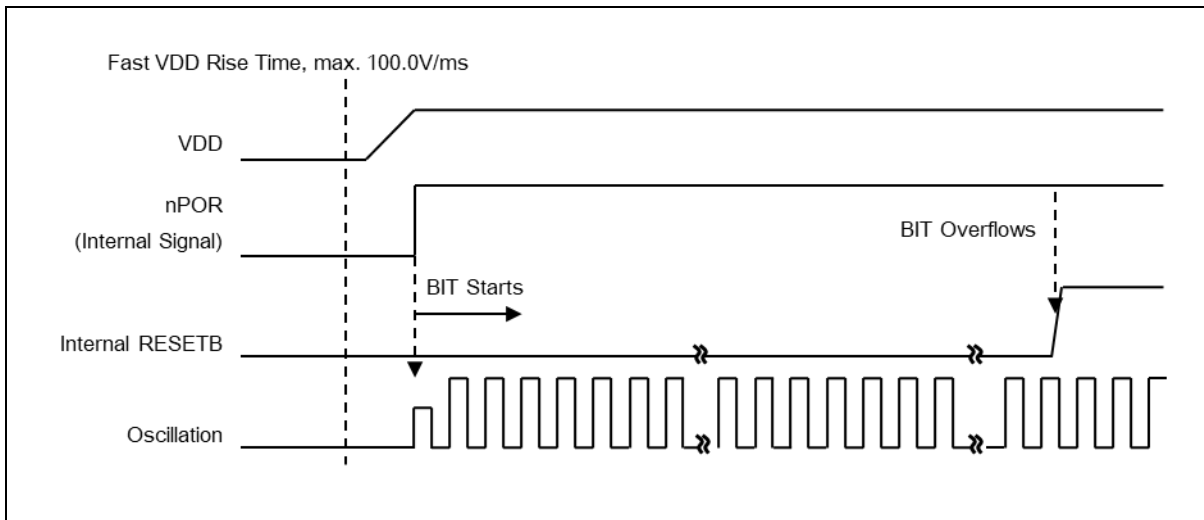 Fast VDD Rise Time, max. 100.0V/ms
VDD
nPOR
(Internal Signal)
BIT Overflows
BIT Starts
Internal RESETB
Oscillation